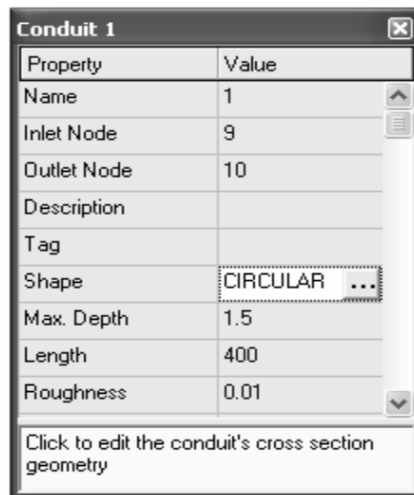 Conduit 1
Property Value
Name 1
Inlet Node 9
Outlet Node 10
Description
Tag
Shape CIRCULAR ...
Max. Depth 1.5
Length 400
Roughness 0.01
Click to edit the conduit's cross section
geometry